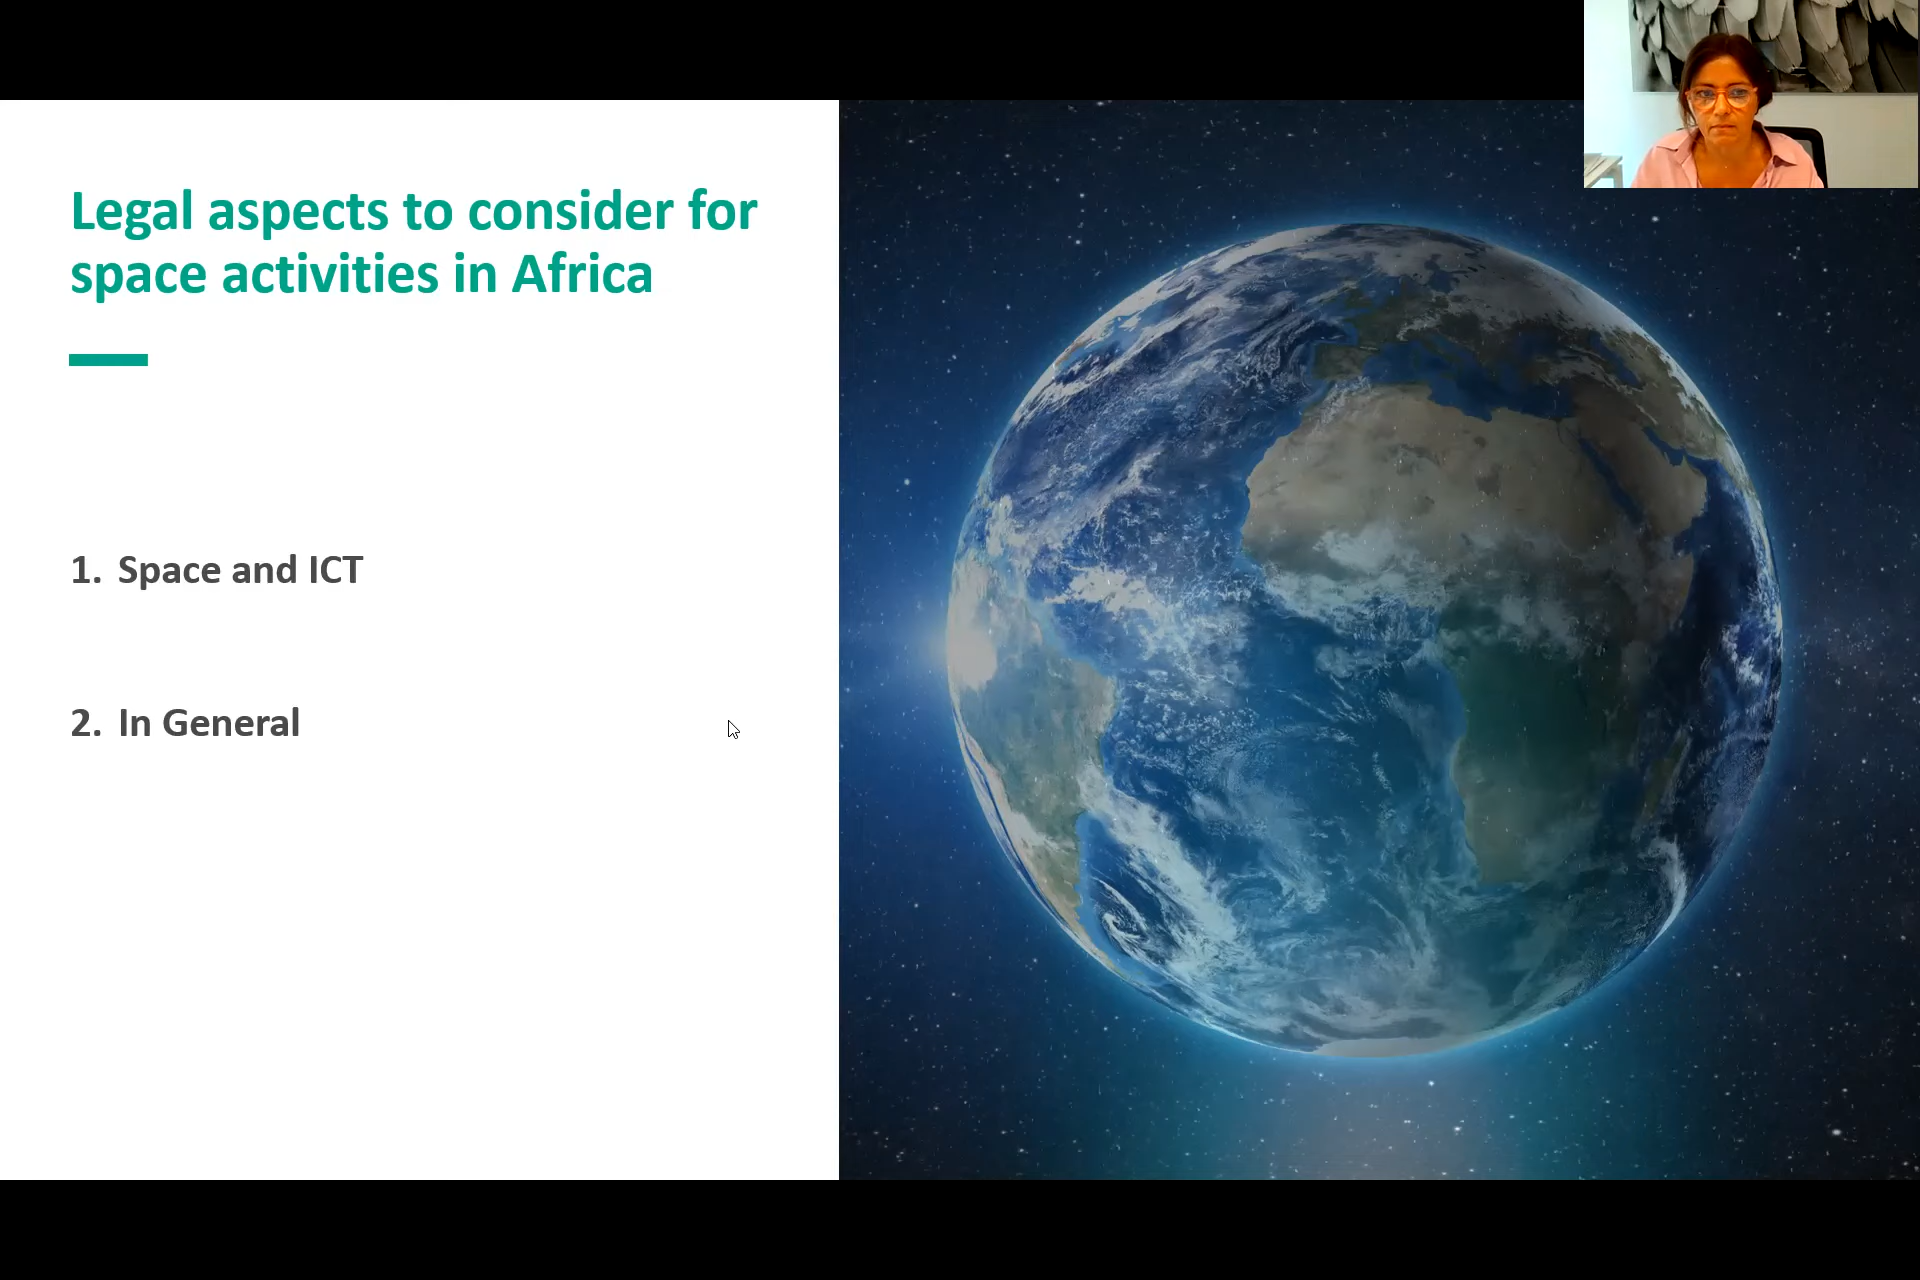 Legal aspects to consider for
space activities in Africa
1. Space and ICT
2. In General